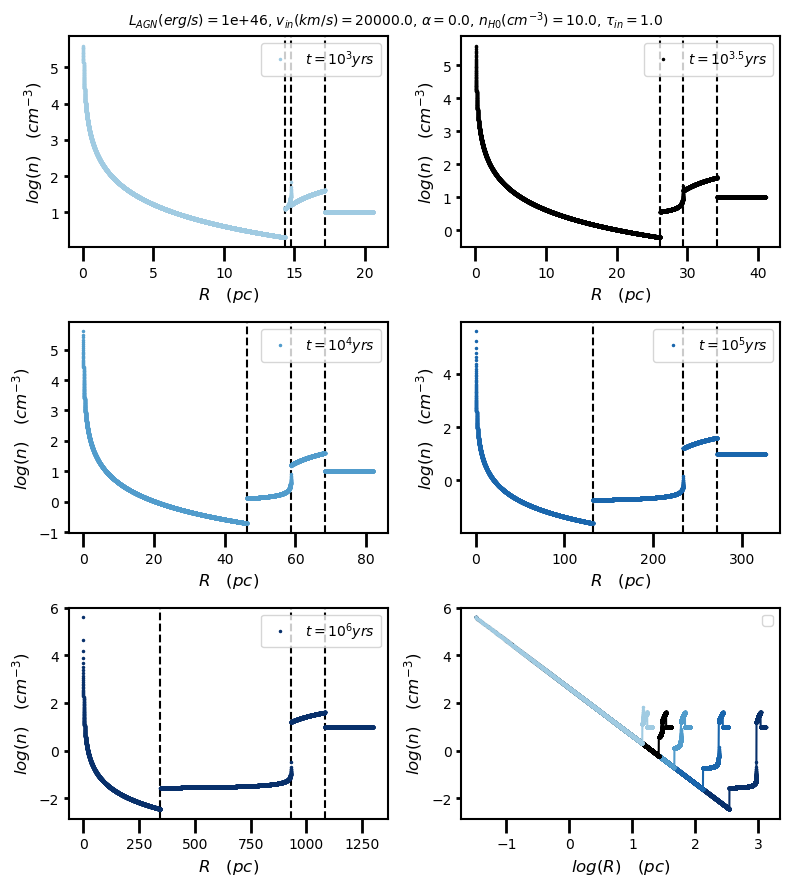 L_AGN(erg/s) = 1e+46, v_in(km/s) = 20000.0, α = 0.0, n_H0(cm^−3) = 10.0, τ_in = 1.0
t = 10^3 yrs
log(n) (cm^−3)
5
4
3
2
1
0 5 10 15 20
R (pc)
t = 10^3.5 yrs
log(n) (cm^−3)
5
4
3
2
1
0
0 10 20 30 40
R (pc)
t = 10^4 yrs
log(n) (cm^−3)
5
4
3
2
1
0
−1
0 20 40 60 80
R (pc)
t = 10^5 yrs
log(n) (cm^−3)
4
2
0
0 100 200 300
R (pc)
t = 10^6 yrs
log(n) (cm^−3)
6
4
2
0
−2
0 250 500 750 1000 1250
R (pc)
log(n) (cm^−3)
6
4
2
0
−2
−1 0 1 2 3
log(R) (pc)